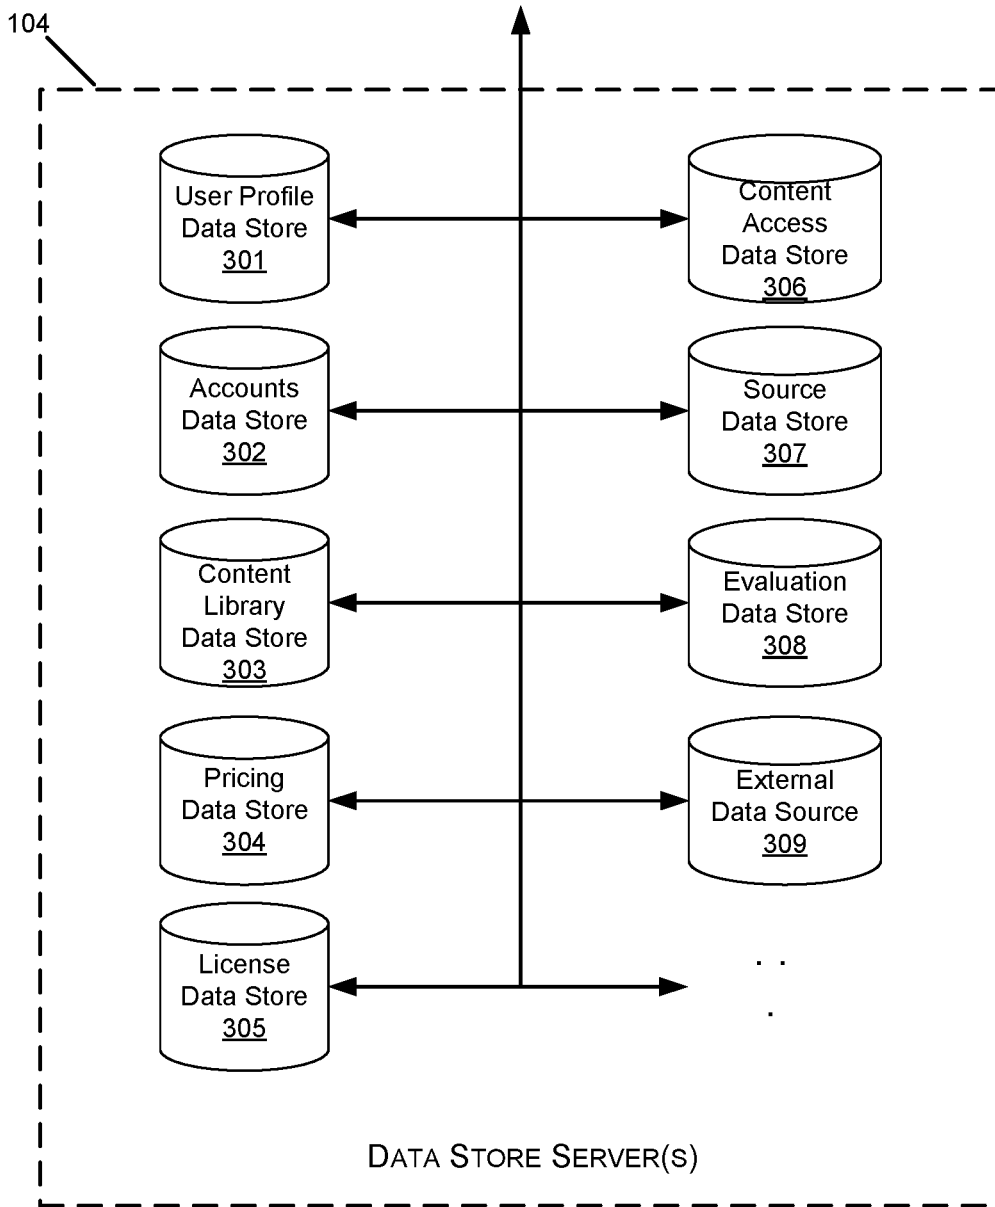 104
User Profile
Data Store
301
Content
Access
Data Store
306
Accounts
Data Store
302
Source
Data Store
307
Content
Library
Data Store
303
Evaluation
Data Store
308
Pricing
Data Store
304
External
Data Source
309
License
Data Store
305
. .
.
DATA STORE SERVER(S)